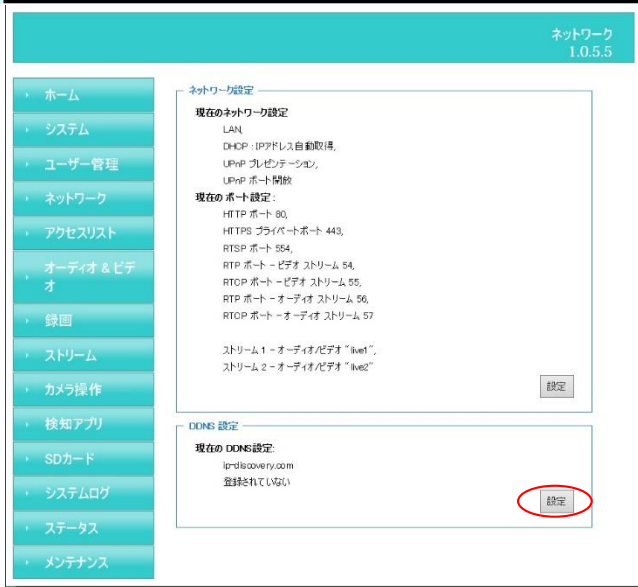 ネットワーク
1.0.5.5
ホーム
システム
ユーザー管理
ネットワーク
アクセスリスト
オーディオ & ビデ
オ
録画
ストリーム
カメラ操作
検知アプリ
SDカード
システムログ
ステータス
メンテナンス
ネットワーク設定
現在のネットワーク設定
LAN,
DHCP : IPアドレス自動取得,
UPnP プレゼンテーション,
UPnP ポート開放
現在の ポート設定 :
HTTP ポート 80,
HTTPS プライベートポート 443,
RTSP ポート 554,
RTP ポート - ビデオ ストリーム 54,
RTCP ポート - ビデオ ストリーム 55,
RTP ポート - オーディオ ストリーム 56,
RTCP ポート - オーディオ ストリーム 57
ストリーム 1 - オーディオ/ビデオ "live1",
ストリーム 2 - オーディオ/ビデオ "live2"
設定
DDNS 設定
現在の DDNS設定:
ip-discovery.com
登録されていない
設定